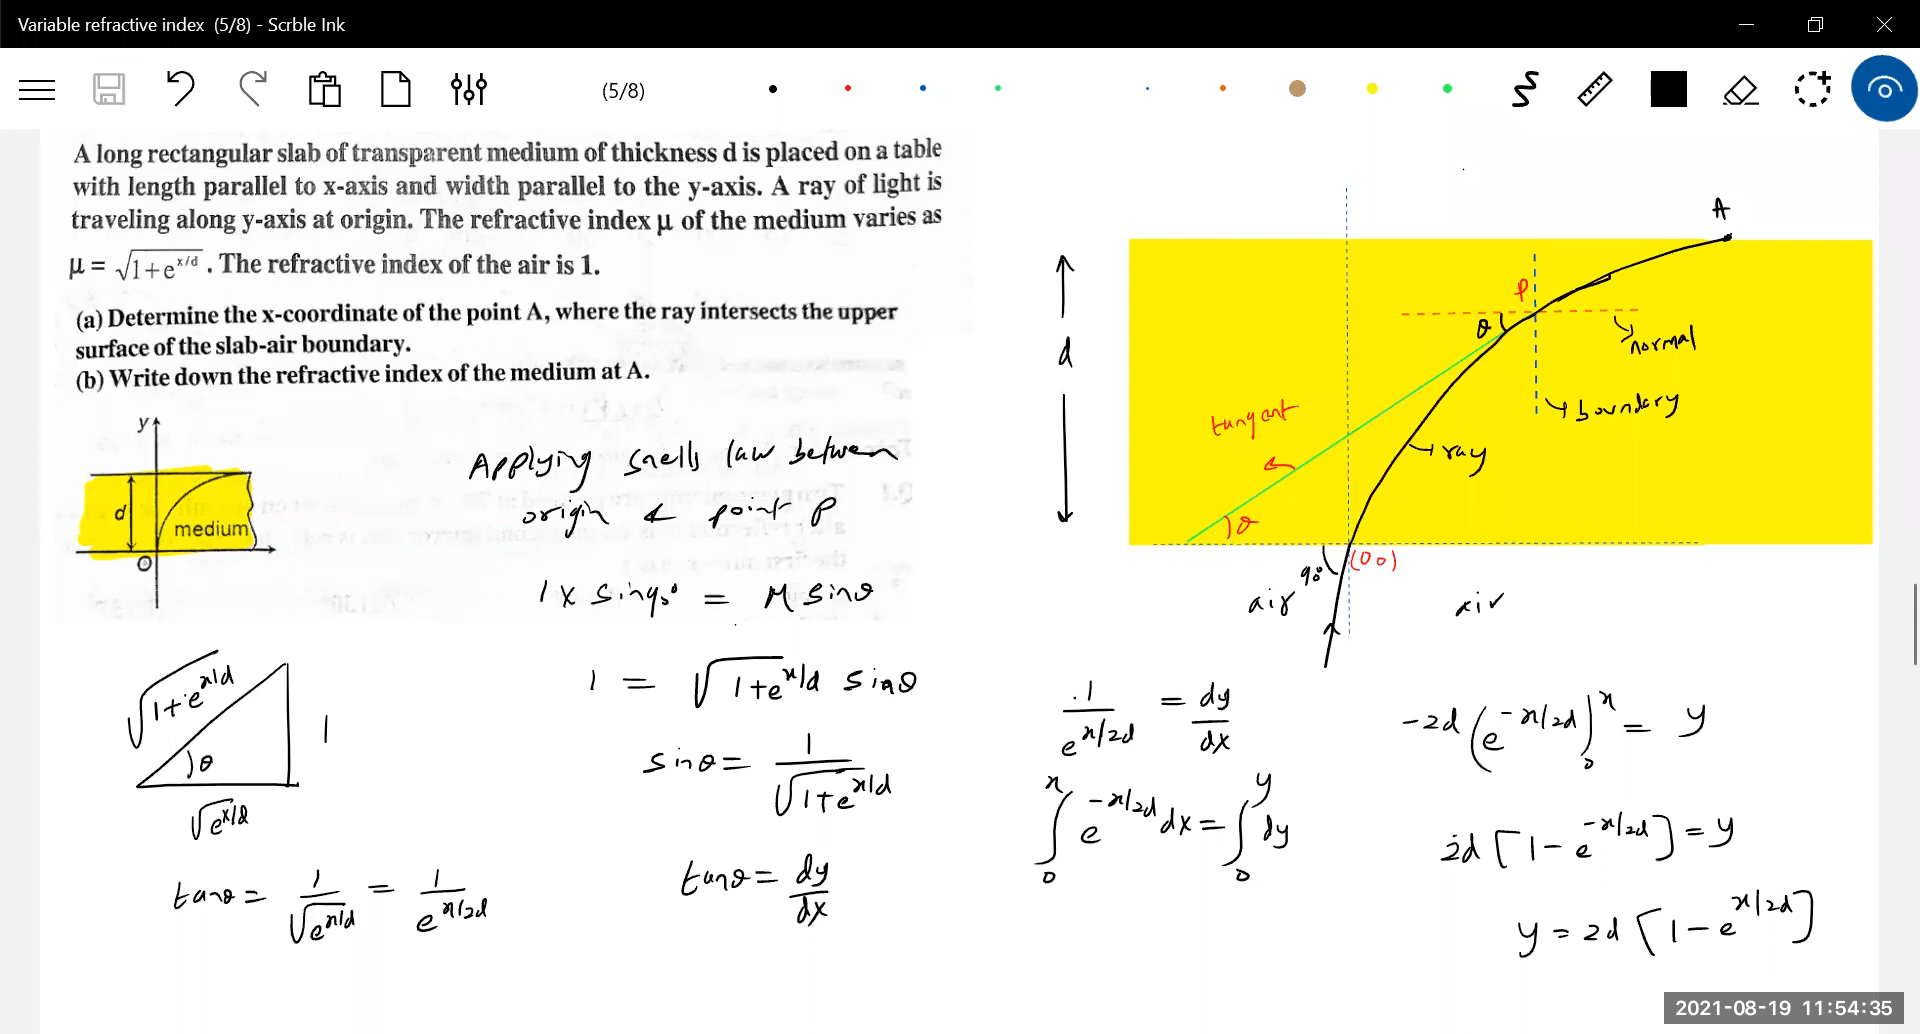 Variable refractive index (5/8) - Scrble Ink
(5/8)
A long rectangular slab of transparent medium of thickness d is placed on a table
with length parallel to x-axis and width parallel to the y-axis. A ray of light is
traveling along y-axis at origin. The refractive index μ of the medium varies as
μ = √(1+e^(x/d)) . The refractive index of the air is 1.
(a) Determine the x-coordinate of the point A, where the ray intersects the upper
surface of the slab-air boundary.
(b) Write down the refractive index of the medium at A.
y
d
medium
O
Applying snells law between
origin & point P
1 x sin90° = μ sinθ
1 = √(1+e^(x/d)) sinθ
sinθ = 1/√(1+e^(x/d))
tanθ = dy/dx
√(1+e^(x/d))
1
θ
√(e^(x/d))
tanθ = 1/√(e^(x/d)) = 1/e^(x/2d)
A
d
P
θ
normal
boundary
tangent
ray
θ
(0 0)
90°
air
air
1/e^(x/2d) = dy/dx
∫₀ˣ e^(-x/2d) dx = ∫₀ʸ dy
-2d (e^(-x/2d))₀ˣ = y
2d [1 - e^(-x/2d)] = y
y = 2d [1 - e^(x/2d)]
2021-08-19 11:54:35